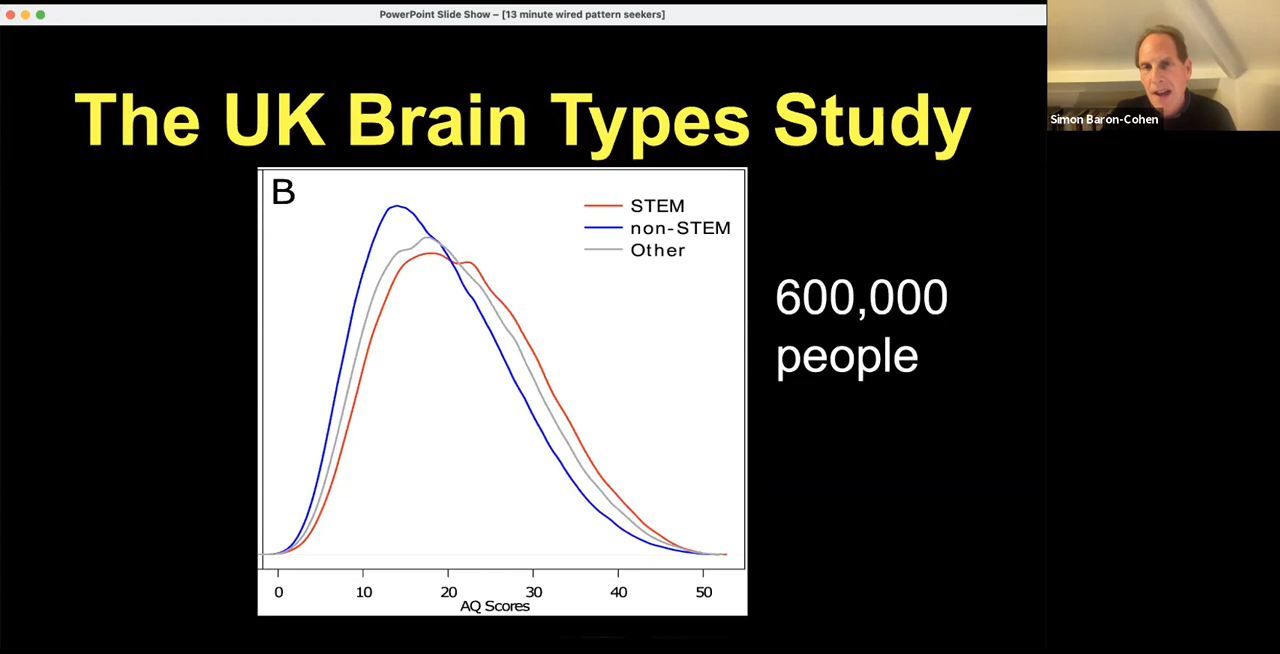 PowerPoint Slide Show – [13 minute wired pattern seekers]
The UK Brain Types Study
B
STEM
non-STEM
Other
0 10 20 30 40 50
AQ Scores
600,000
people
Simon Baron-Cohen